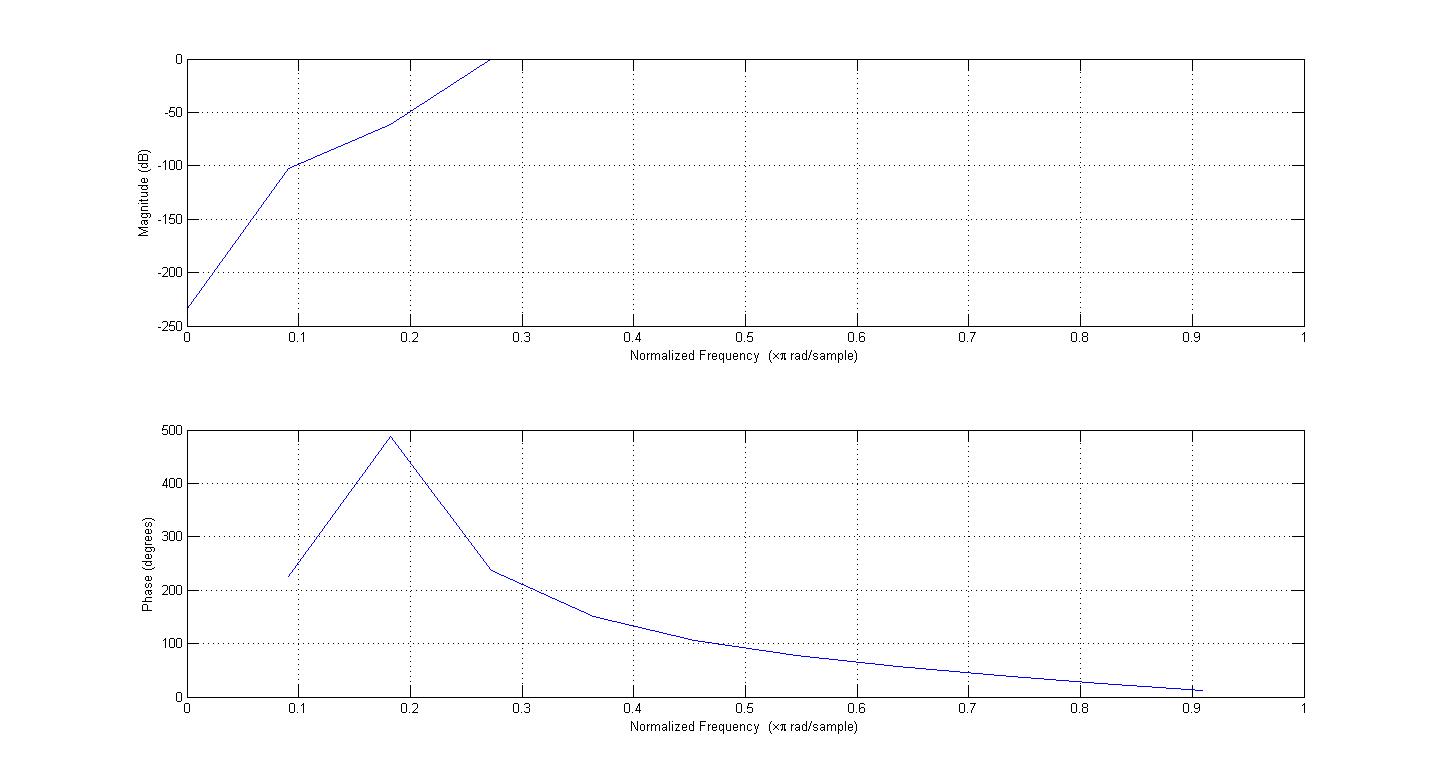 0
-50
-100
-150
-200
-250
Magnitude (dB)
0 0.1 0.2 0.3 0.4 0.5 0.6 0.7 0.8 0.9 1
Normalized Frequency (×π rad/sample)
500
400
300
200
100
0
Phase (degrees)
0 0.1 0.2 0.3 0.4 0.5 0.6 0.7 0.8 0.9 1
Normalized Frequency (×π rad/sample)